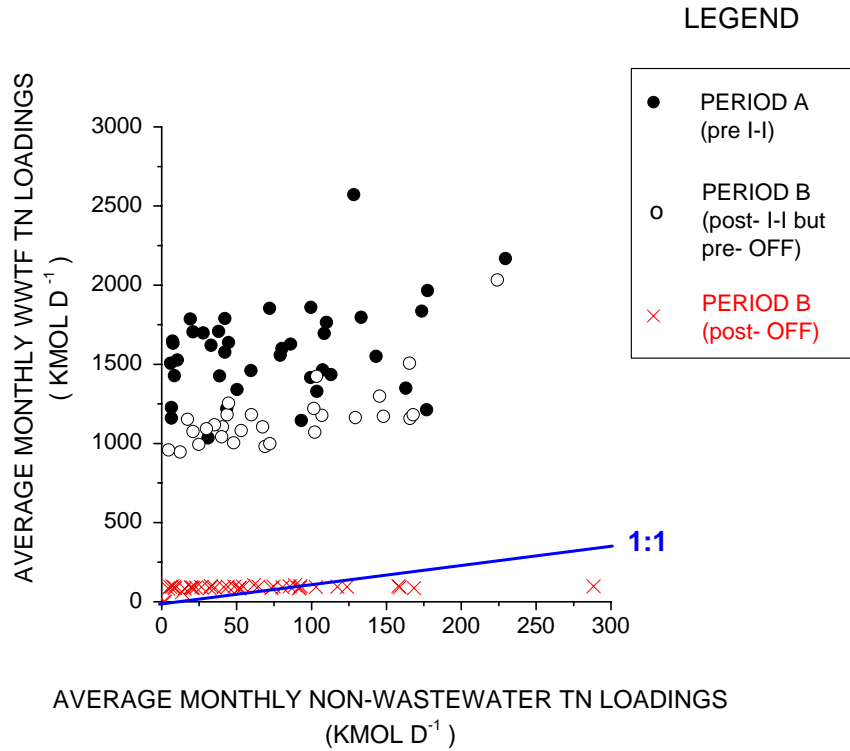 LEGEND
PERIOD A
(pre I-I)
PERIOD B
(post- I-I but
pre- OFF)
PERIOD B
(post- OFF)
AVERAGE MONTHLY WWTF TN LOADINGS
( KMOL D-1 )
3000
2500
2000
1500
1000
500
0
1:1
0 50 100 150 200 250 300
AVERAGE MONTHLY NON-WASTEWATER TN LOADINGS
(KMOL D-1 )